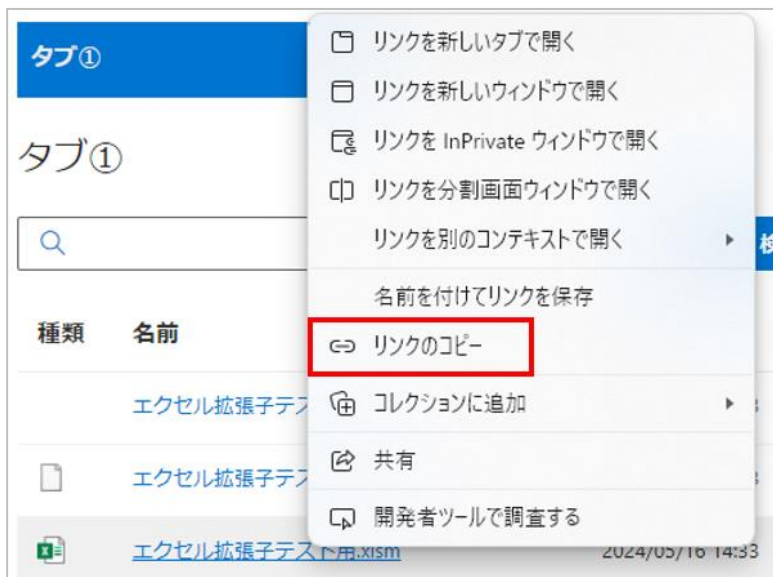 タブ①
タブ①
種類 名前
エクセル拡張子テス
エクセル拡張子テス
エクセル拡張子テスト用.xlsm 2024/05/16 14:33
リンクを新しいタブで開く
リンクを新しいウィンドウで開く
リンクを InPrivate ウィンドウで開く
リンクを分割画面ウィンドウで開く
リンクを別のコンテキストで開く
名前を付けてリンクを保存
リンクのコピー
コレクションに追加
共有
開発者ツールで調査する